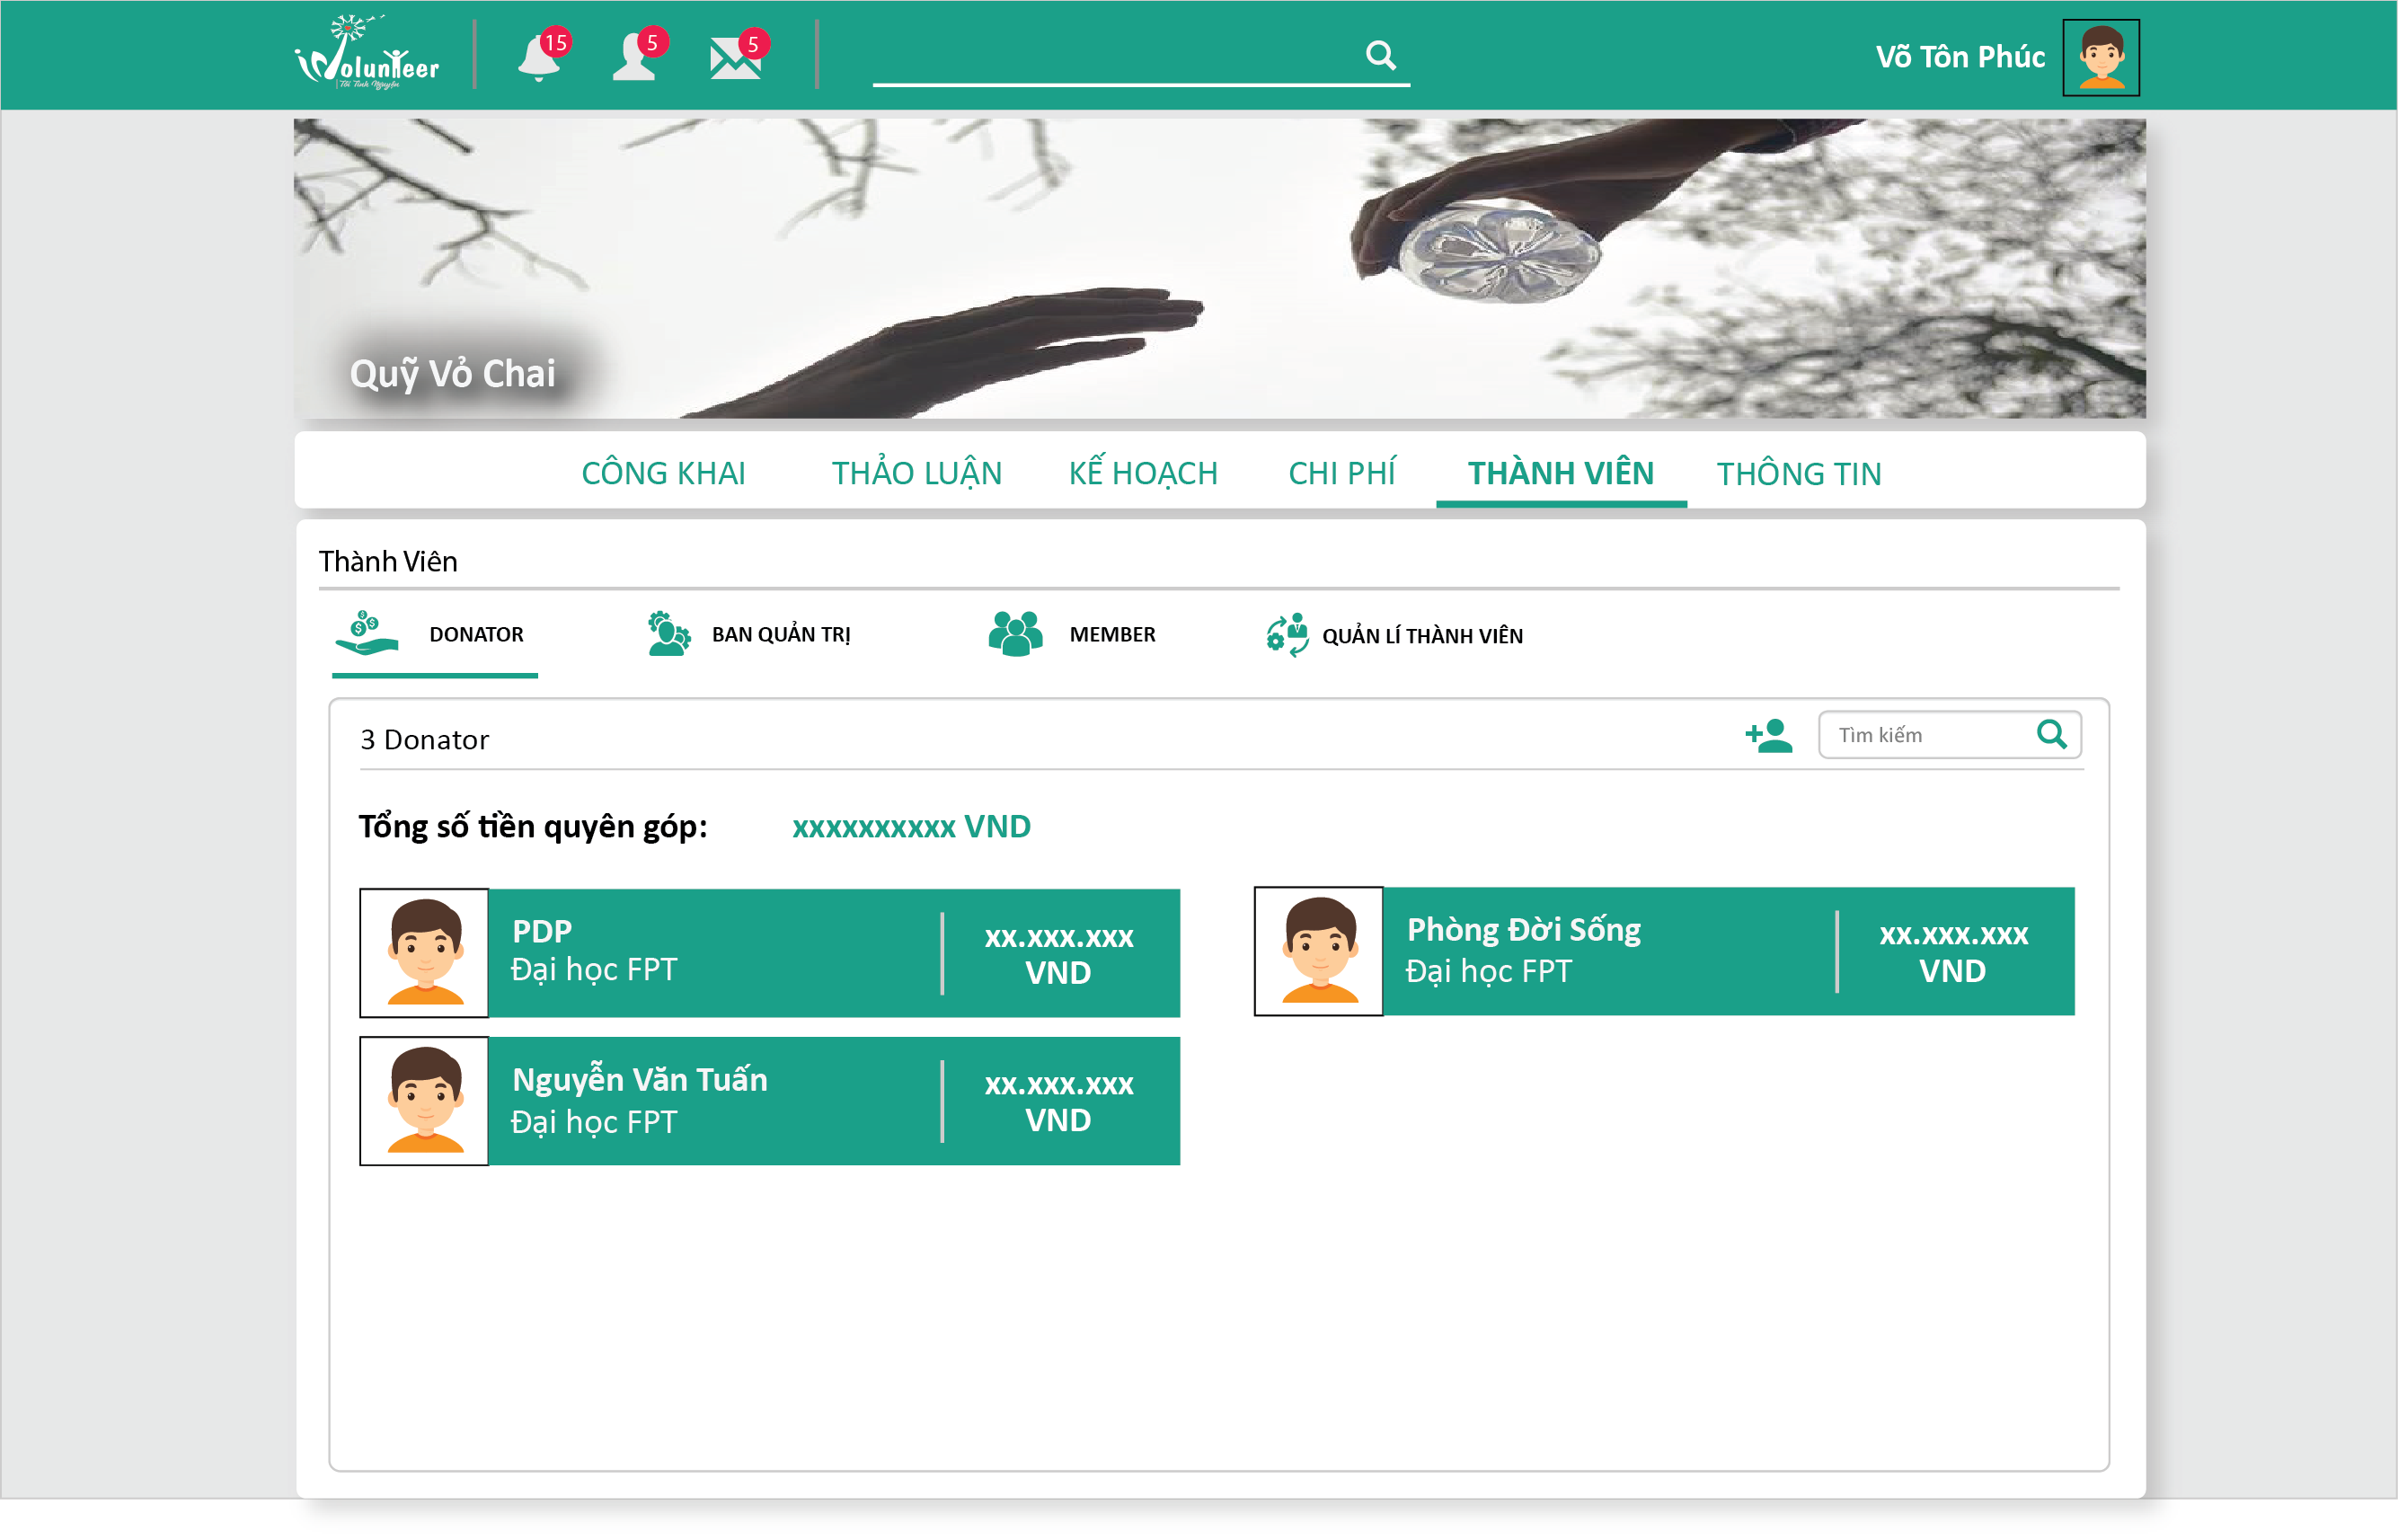 Volunteer
Tôi Tình Nguyện
15
5
5
Võ Tôn Phúc
Quỹ Vỏ Chai
CÔNG KHAI
THẢO LUẬN
KẾ HOẠCH
CHI PHÍ
THÀNH VIÊN
THÔNG TIN
Thành Viên
DONATOR
BAN QUẢN TRỊ
MEMBER
QUẢN LÍ THÀNH VIÊN
3 Donator
Tìm kiếm
Tổng số tiền quyên góp: xxxxxxxxxx VND
PDP
Đại học FPT
xx.xxx.xxx
VND
Phòng Đời Sống
Đại học FPT
xx.xxx.xxx
VND
Nguyễn Văn Tuấn
Đại học FPT
xx.xxx.xxx
VND